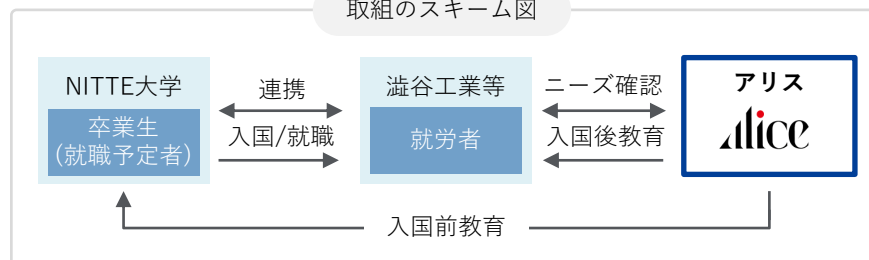 取組のスキーム図
NITTE大学
卒業生
(就職予定者)
連携
入国/就職
澁谷工業等
就労者
ニーズ確認
入国後教育
アリス
Alice
入国前教育